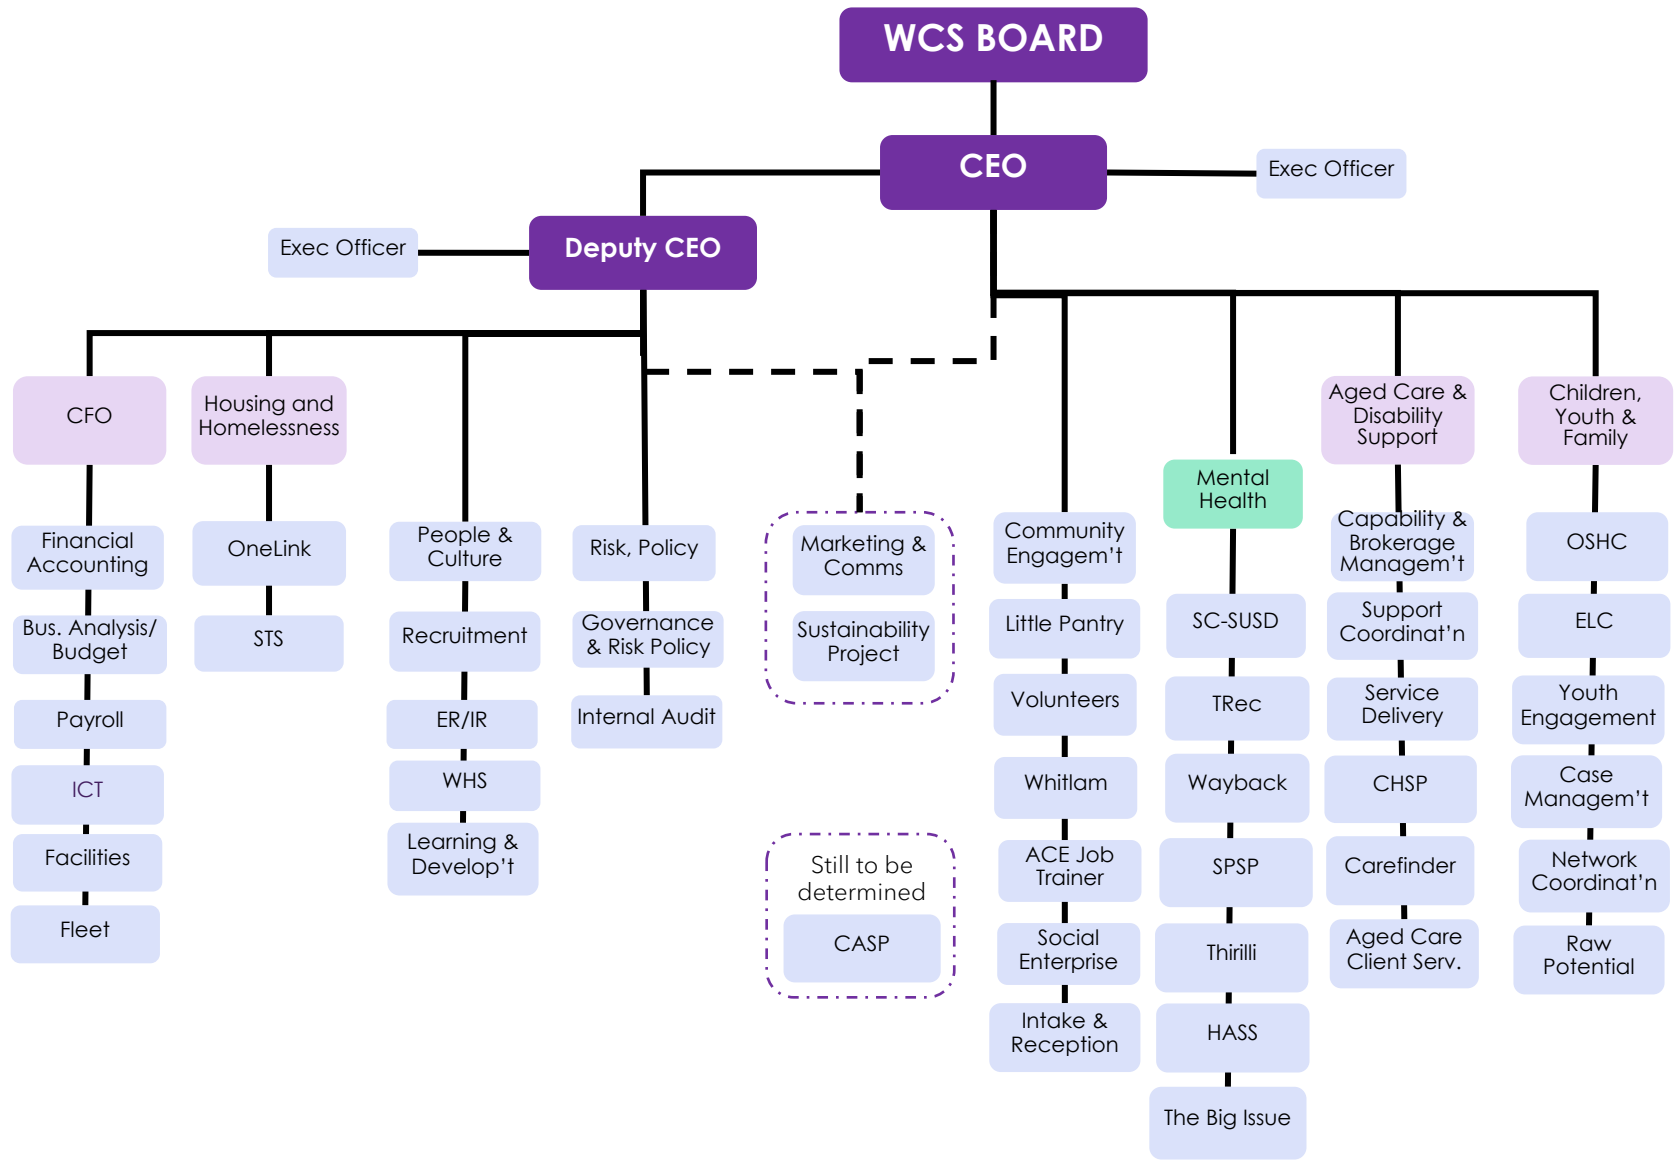 WCS BOARD
CEO
Exec Officer
Deputy CEO
Exec Officer
CFO
Financial
Accounting
Bus. Analysis/
Budget
Payroll
ICT
Facilities
Fleet
Housing and
Homelessness
OneLink
STS
People &
Culture
Recruitment
ER/IR
WHS
Learning &
Develop’t
Risk, Policy
Governance
& Risk Policy
Internal Audit
Marketing &
Comms
Sustainability
Project
Still to be
determined
CASP
Community
Engagem’t
Little Pantry
Volunteers
Whitlam
ACE Job
Trainer
Social
Enterprise
Intake &
Reception
Mental
Health
SC-SUSD
TRec
Wayback
SPSP
Thirilli
HASS
The Big Issue
Aged Care &
Disability
Support
Capability &
Brokerage
Managem’t
Support
Coordinat’n
Service
Delivery
CHSP
Carefinder
Aged Care
Client Serv.
Children,
Youth &
Family
OSHC
ELC
Youth
Engagement
Case
Managem’t
Network
Coordinat’n
Raw
Potential